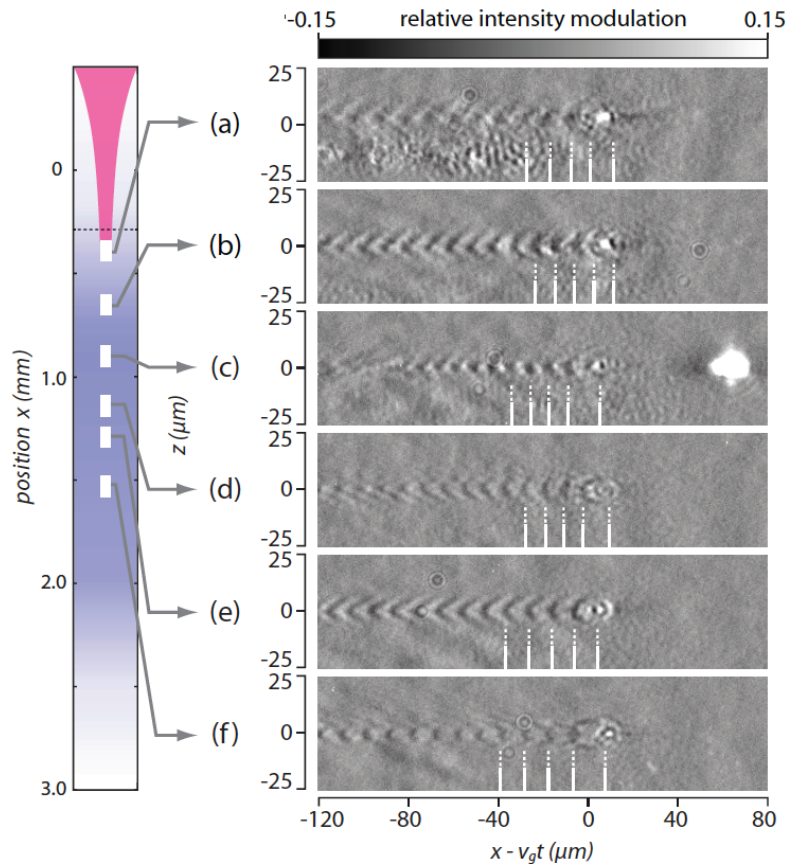 -0.15 relative intensity modulation 0.15
position x (mm)
0
1.0
2.0
3.0
z (μm)
(a)
25
0
-25
(b)
25
0
-25
(c)
25
0
-25
(d)
25
0
-25
(e)
25
0
-25
(f)
25
0
-25
-120 -80 -40 0 40 80
x - vgt (μm)